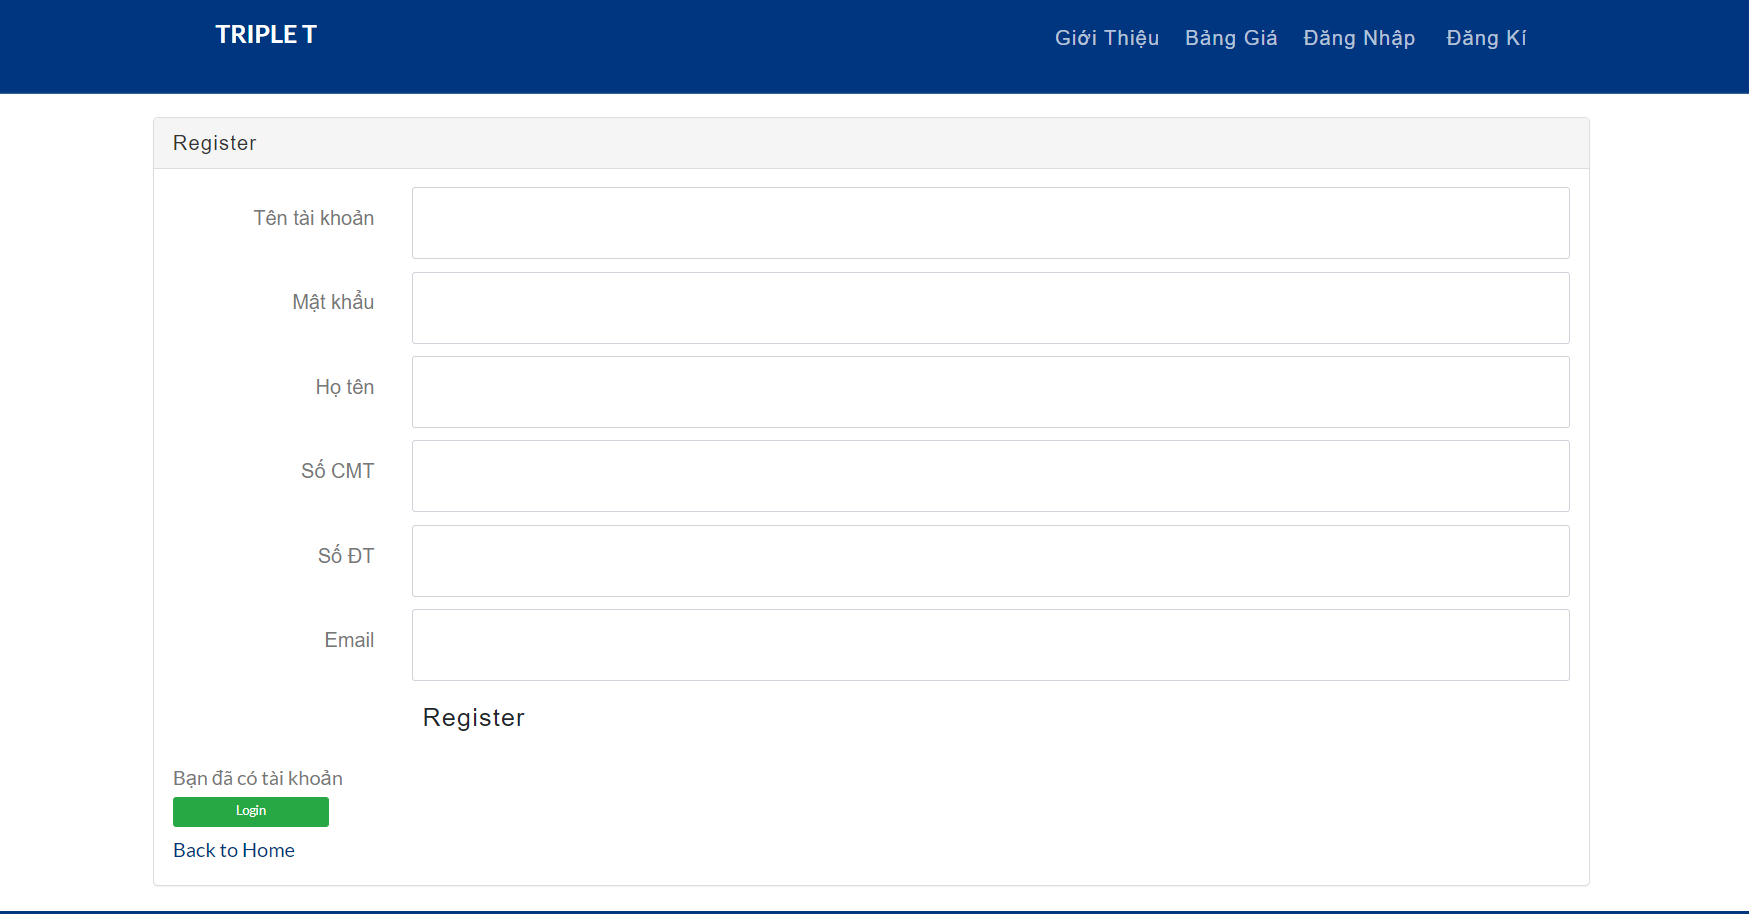 TRIPLE T
Giới Thiệu Bảng Giá Đăng Nhập Đăng Kí
Register
Tên tài khoản
Mật khẩu
Họ tên
Số CMT
Số ĐT
Email
Register
Bạn đã có tài khoản
Login
Back to Home